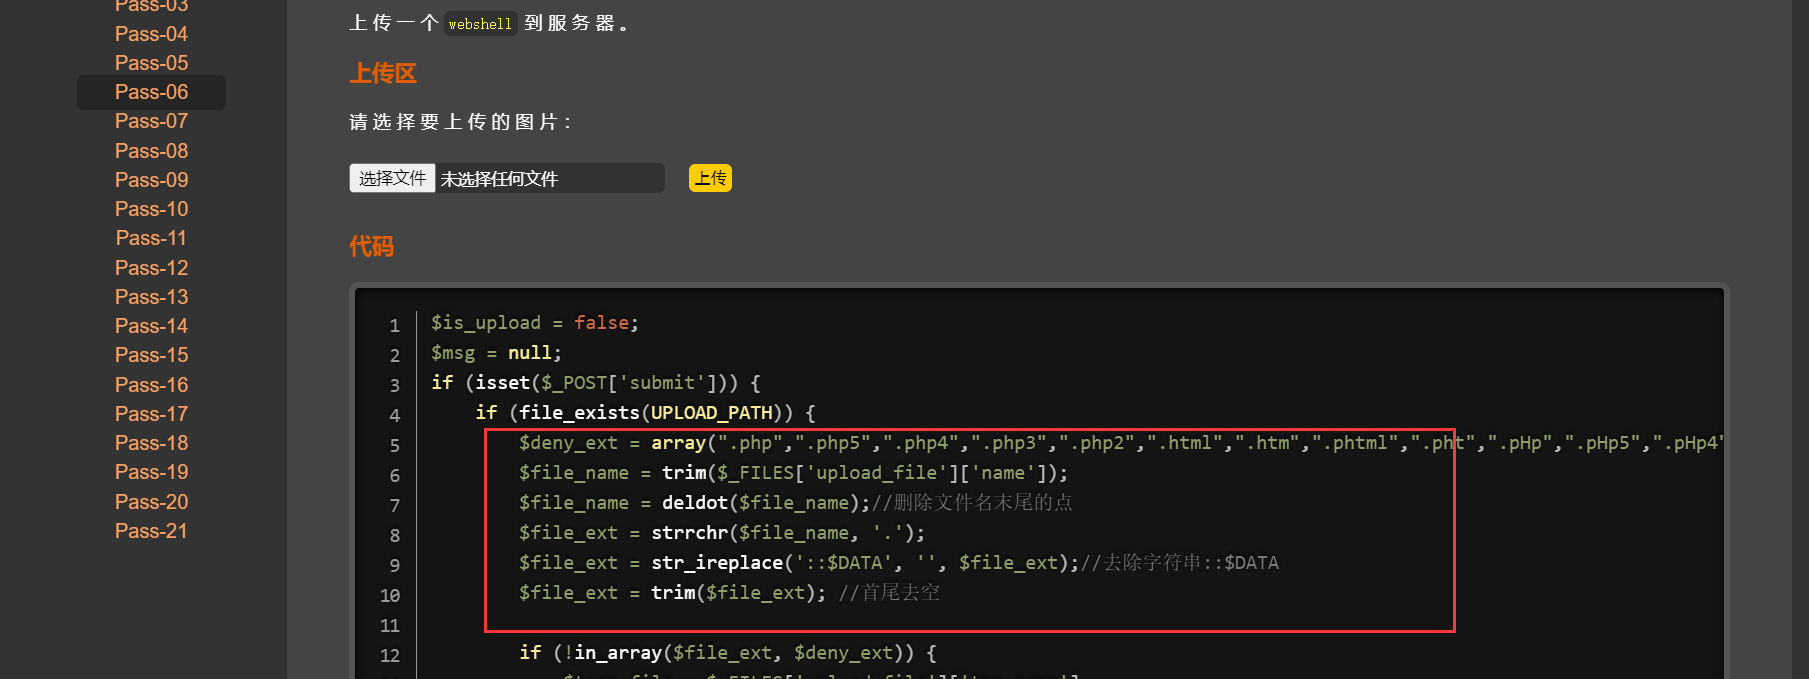 Pass-03
Pass-04
Pass-05
Pass-06
Pass-07
Pass-08
Pass-09
Pass-10
Pass-11
Pass-12
Pass-13
Pass-14
Pass-15
Pass-16
Pass-17
Pass-18
Pass-19
Pass-20
Pass-21
上传一个 webshell 到服务器。
上传区
请选择要上传的图片：
选择文件 未选择任何文件 上传
代码
1 $is_upload = false;
2 $msg = null;
3 if (isset($_POST['submit'])) {
4 if (file_exists(UPLOAD_PATH)) {
5 $deny_ext = array(".php",".php5",".php4",".php3",".php2",".html",".htm",".phtml",".pht",".pHp",".pHp5",".pHp4"
6 $file_name = trim($_FILES['upload_file']['name']);
7 $file_name = deldot($file_name);//删除文件名末尾的点
8 $file_ext = strrchr($file_name, '.');
9 $file_ext = str_ireplace('::$DATA', '', $file_ext);//去除字符串::$DATA
10 $file_ext = trim($file_ext); //首尾去空
11
12 if (!in_array($file_ext, $deny_ext)) {